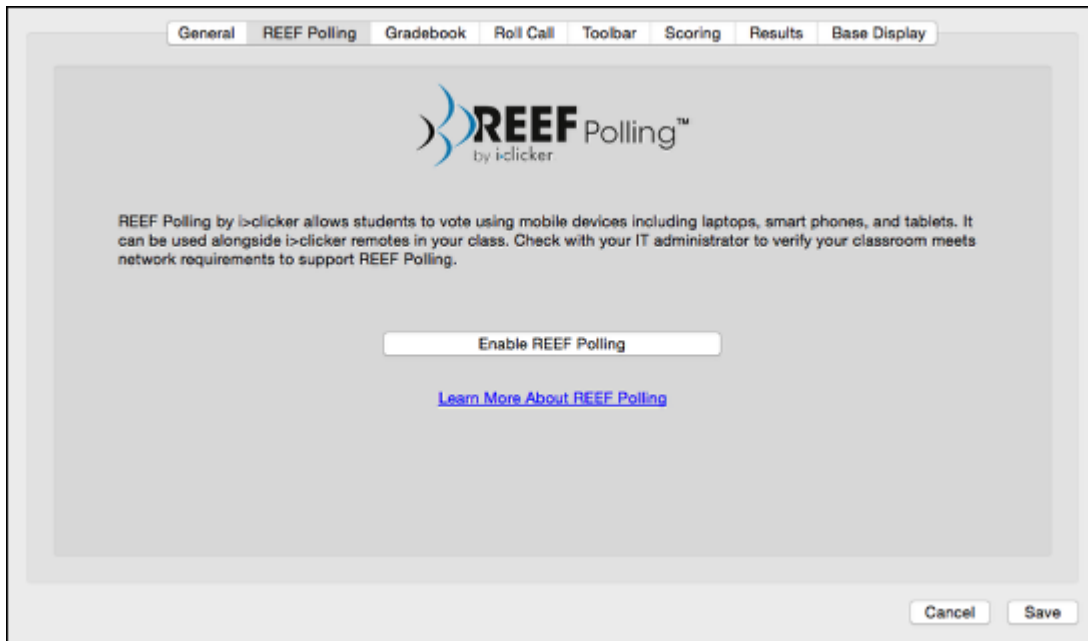 General REEF Polling Gradebook Roll Call Toolbar Scoring Results Base Display
REEF Polling™
by i>clicker
REEF Polling by i>clicker allows students to vote using mobile devices including laptops, smart phones, and tablets. It
can be used alongside i>clicker remotes in your class. Check with your IT administrator to verify your classroom meets
network requirements to support REEF Polling.
Enable REEF Polling
Learn More About REEF Polling
Cancel Save